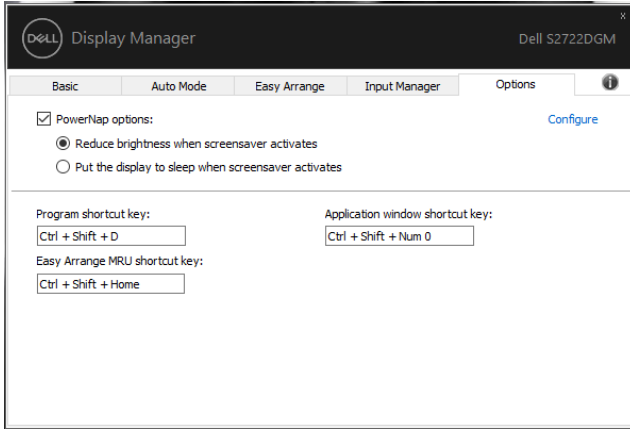 x
DELL Display Manager
Dell S2722DGM
Basic Auto Mode Easy Arrange Input Manager Options i
PowerNap options:
Configure
Reduce brightness when screensaver activates
Put the display to sleep when screensaver activates
Program shortcut key:
Application window shortcut key:
Ctrl + Shift + D
Ctrl + Shift + Num 0
Easy Arrange MRU shortcut key:
Ctrl + Shift + Home